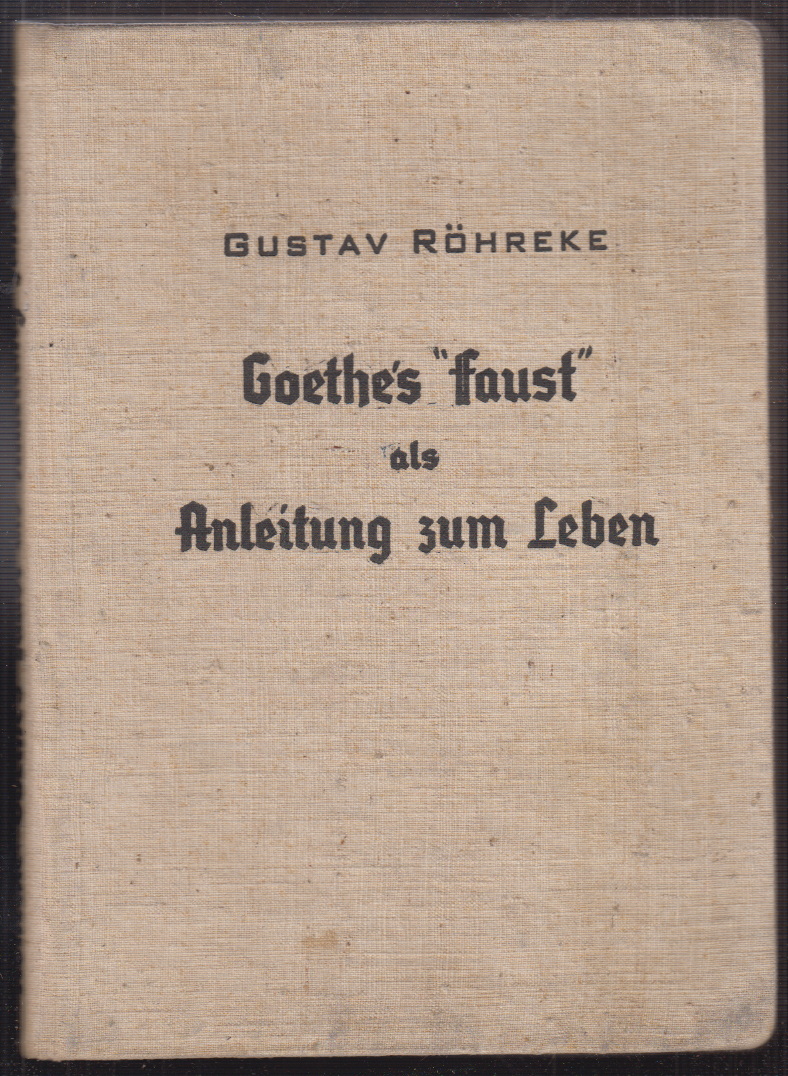 GUSTAV RÖHREKE
Goethe's "Faust"
als
Anleitung zum Leben